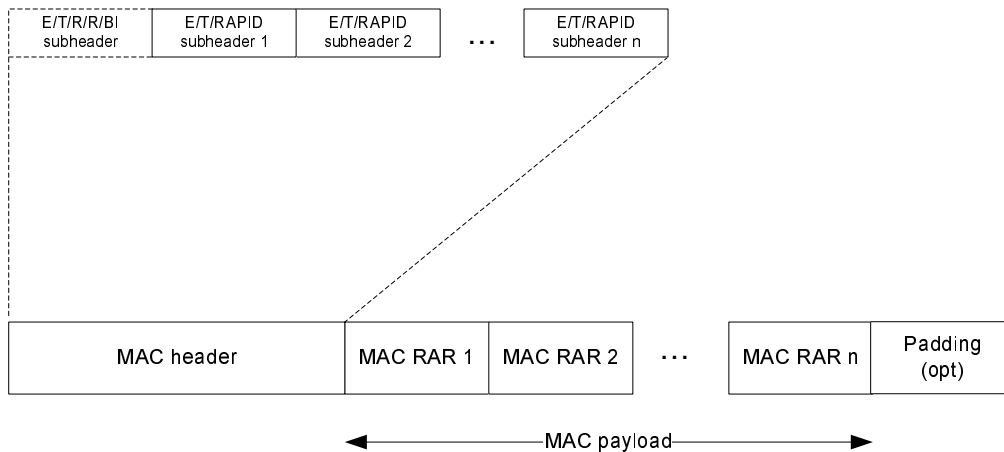 E/T/R/R/BI
subheader
E/T/RAPID
subheader 1
E/T/RAPID
subheader 2
...
E/T/RAPID
subheader n
MAC header
MAC RAR 1
MAC RAR 2
...
MAC RAR n
Padding
(opt)
MAC payload